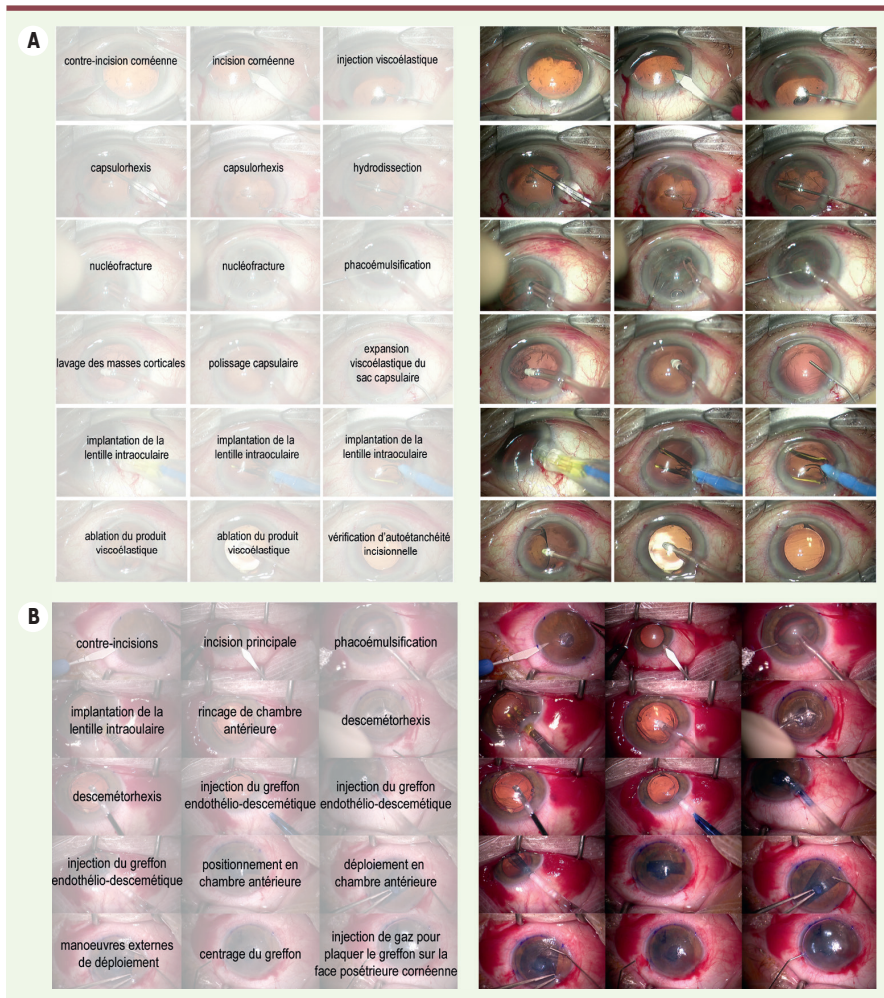 A
contre-incision cornéenne
incision cornéenne
injection viscoélastique
capsulorhexis
capsulorhexis
hydrodissection
nucléofracture
nucléofracture
phacoémulsification
lavage des masses corticales
polissage capsulaire
expansion
viscoélastique du
sac capsulaire
implantation de la
lentille intraoculaire
implantation de la
lentille intraoculaire
implantation de la
lentille intraoculaire
ablation du produit
viscoélastique
ablation du produit
viscoélastique
vérification d'autoétanchéité
incisionnelle
B
contre-incisions
incision principale
phacoémulsification
implantation de la
lentille intraoulaire
rincage de chambre
antérieure
descemétorhexis
descemétorhexis
injection du greffon
endothélio-descemétique
injection du greffon
endothélio-descemétique
injection du greffon
endothélio-descemétique
positionnement en
chambre antérieure
déploiement en
chambre antérieure
manoeuvres externes
de déploiement
centrage du greffon
injection de gaz pour
plaquer le greffon sur la
face posétrieure cornéenne